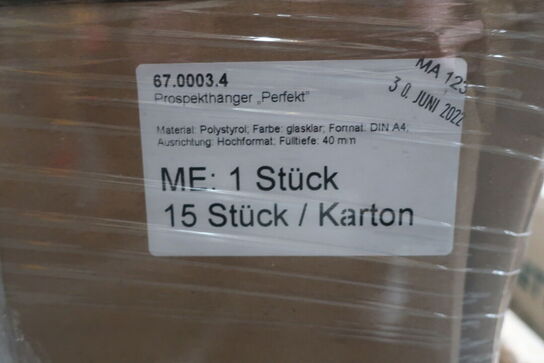 67.0003.4
Prospekthänger „Perfekt"
Material: Polystyrol; Farbe: glasklar; Format: DIN A4;
Ausrichtung: Hochformat; Fülltiefe: 40 mm
ME: 1 Stück
15 Stück / Karton
MA 123
30. JUNI 2022